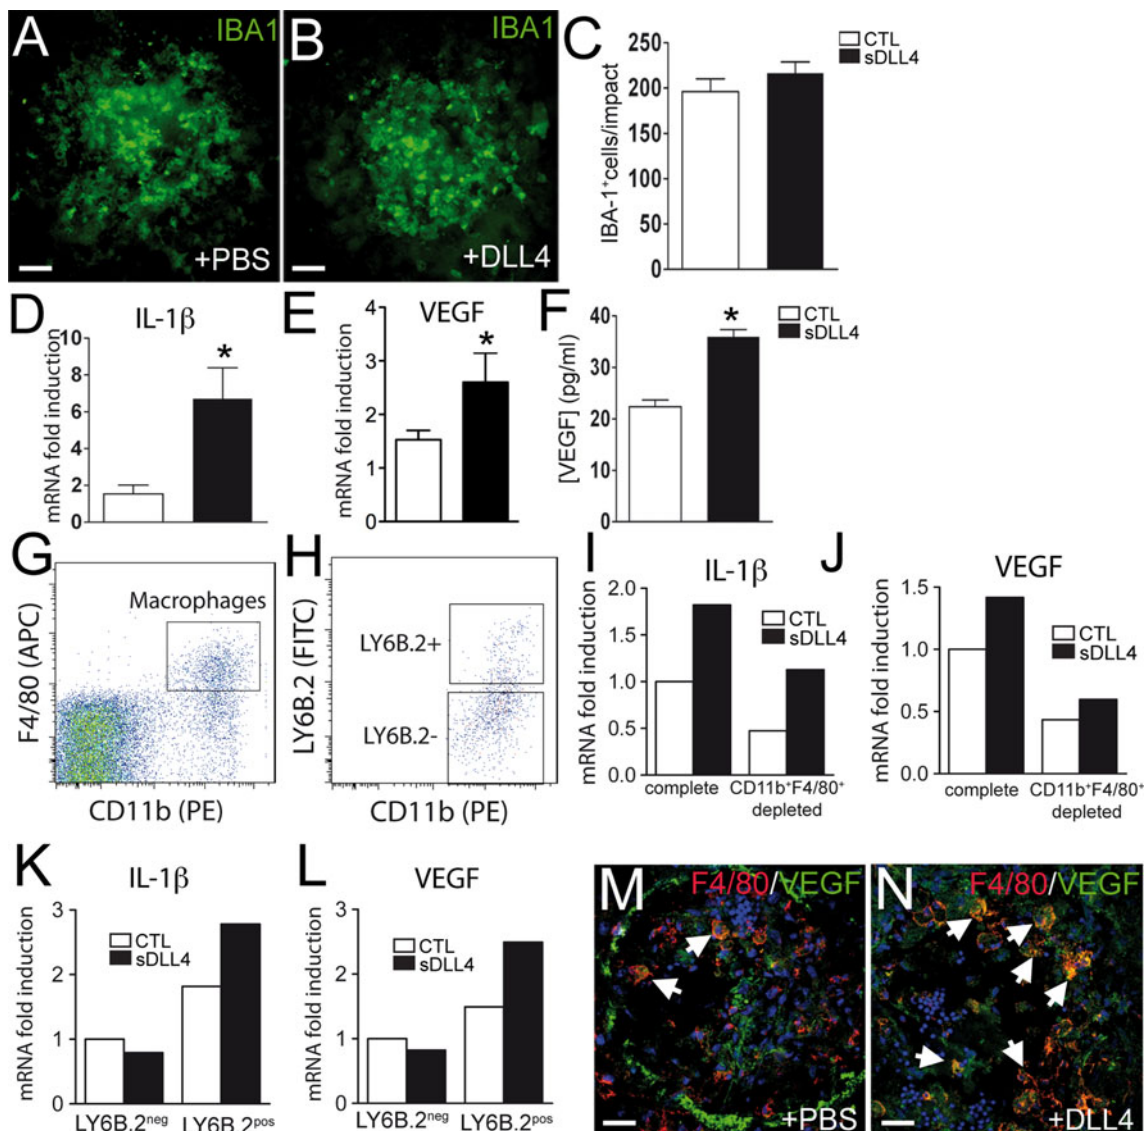 A
IBA1
+PBS
B
IBA1
+DLL4
C
IBA-1⁺cells/impact
250
200
150
100
50
0
CTL
sDLL4
D
IL-1β
mRNA fold induction
10
8
6
4
2
0
*
E
VEGF
mRNA fold induction
4
3
2
1
0
*
F
[VEGF] (pg/ml)
40
30
20
10
0
*
CTL
sDLL4
G
F4/80 (APC)
Macrophages
CD11b (PE)
H
LY6B.2 (FITC)
LY6B.2+
LY6B.2-
CD11b (PE)
I
IL-1β
mRNA fold induction
2.0
1.5
1.0
0.5
0.0
CTL
sDLL4
complete
CD11b⁺F4/80⁺
depleted
J
VEGF
mRNA fold induction
1.5
1.0
0.5
0.0
CTL
sDLL4
complete
CD11b⁺F4/80⁺
depleted
K
IL-1β
mRNA fold induction
3
2
1
0
CTL
sDLL4
LY6B.2ⁿᵉᵍ
LY6B.2ᵖᵒˢ
L
VEGF
mRNA fold induction
3
2
1
0
CTL
sDLL4
LY6B.2ⁿᵉᵍ
LY6B.2ᵖᵒˢ
M
F4/80/VEGF
+PBS
N
F4/80/VEGF
+DLL4